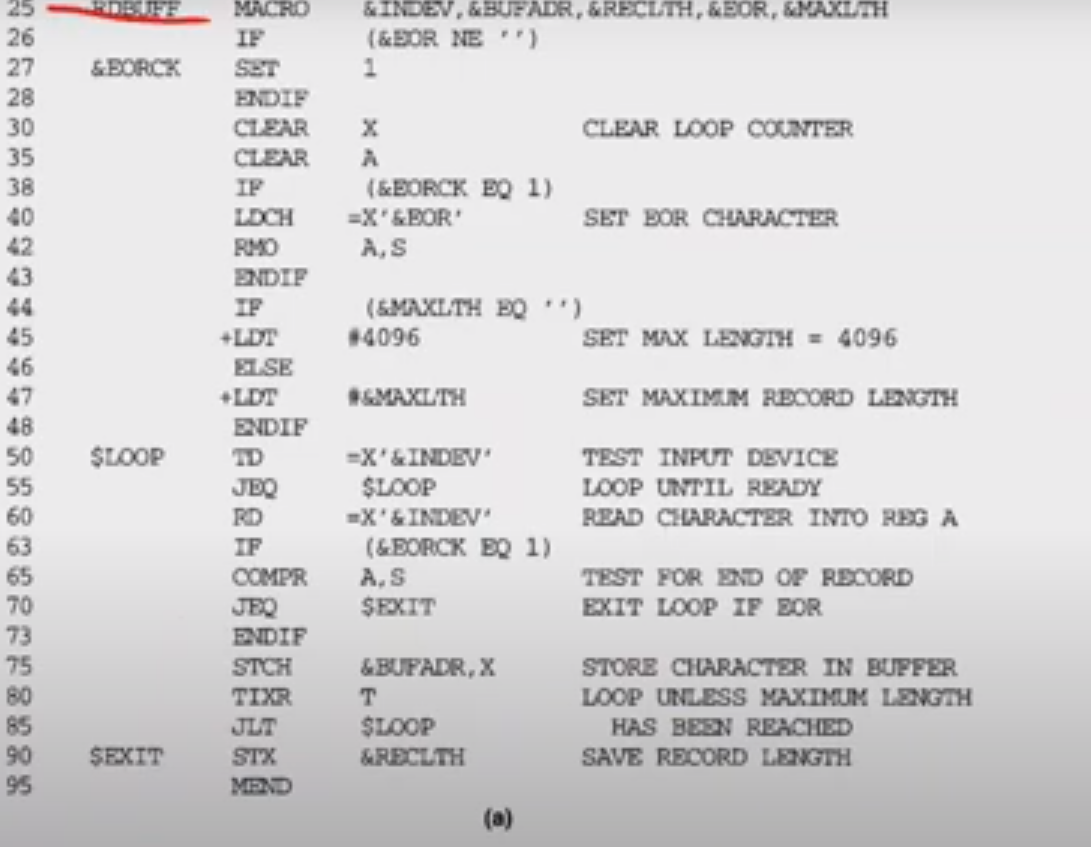 25 RDBUFF MACRO &INDEV,&BUFADR,&RECLTH,&EOR,&MAXLTH
26 IF (&EOR NE '')
27 &EORCK SET 1
28 ENDIF
30 CLEAR X CLEAR LOOP COUNTER
35 CLEAR A
38 IF (&EORCK EQ 1)
40 LDCH =X'&EOR' SET EOR CHARACTER
42 RMO A,S
43 ENDIF
44 IF (&MAXLTH EQ '')
45 +LDT #4096 SET MAX LENGTH = 4096
46 ELSE
47 +LDT #&MAXLTH SET MAXIMUM RECORD LENGTH
48 ENDIF
50 $LOOP TD =X'&INDEV' TEST INPUT DEVICE
55 JEQ $LOOP LOOP UNTIL READY
60 RD =X'&INDEV' READ CHARACTER INTO REG A
63 IF (&EORCK EQ 1)
65 COMPR A,S TEST FOR END OF RECORD
70 JEQ $EXIT EXIT LOOP IF EOR
73 ENDIF
75 STCH &BUFADR,X STORE CHARACTER IN BUFFER
80 TIXR T LOOP UNLESS MAXIMUM LENGTH
85 JLT $LOOP HAS BEEN REACHED
90 $EXIT STX &RECLTH SAVE RECORD LENGTH
95 MEND
(a)